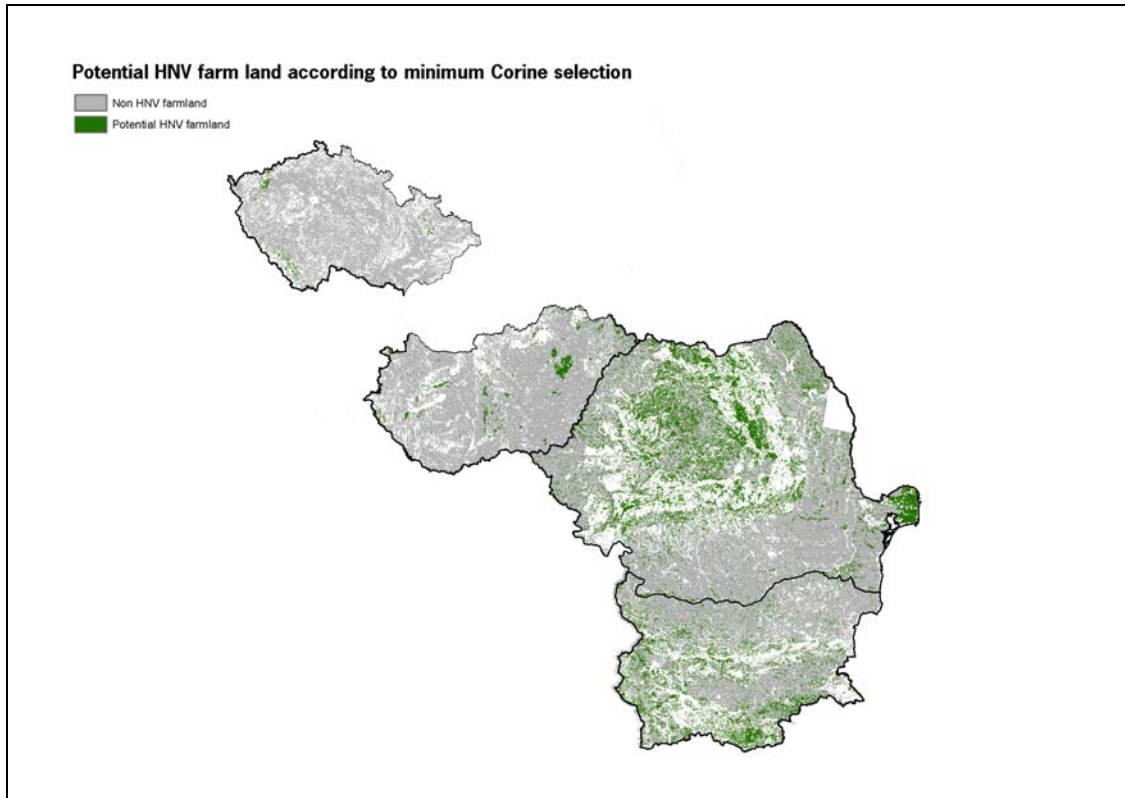 Potential HNV farm land according to minimum Corine selection
Non HNV farmland
Potential HNV farmland